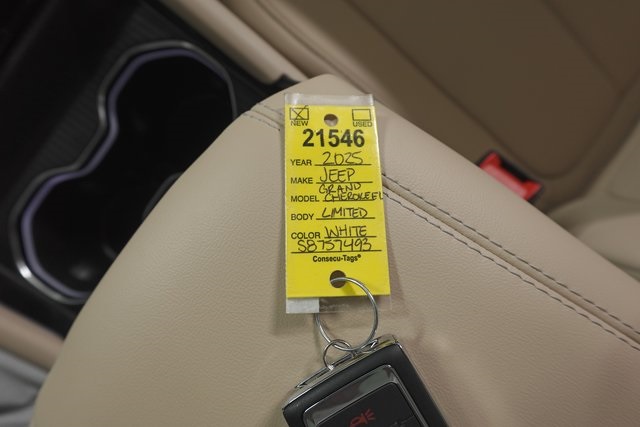 NEW USED
21546
YEAR 2025
MAKE JEEP
MODEL GRAND CHEROKEE L
BODY LIMITED
COLOR WHITE
S8757493
Consecu-Tags®